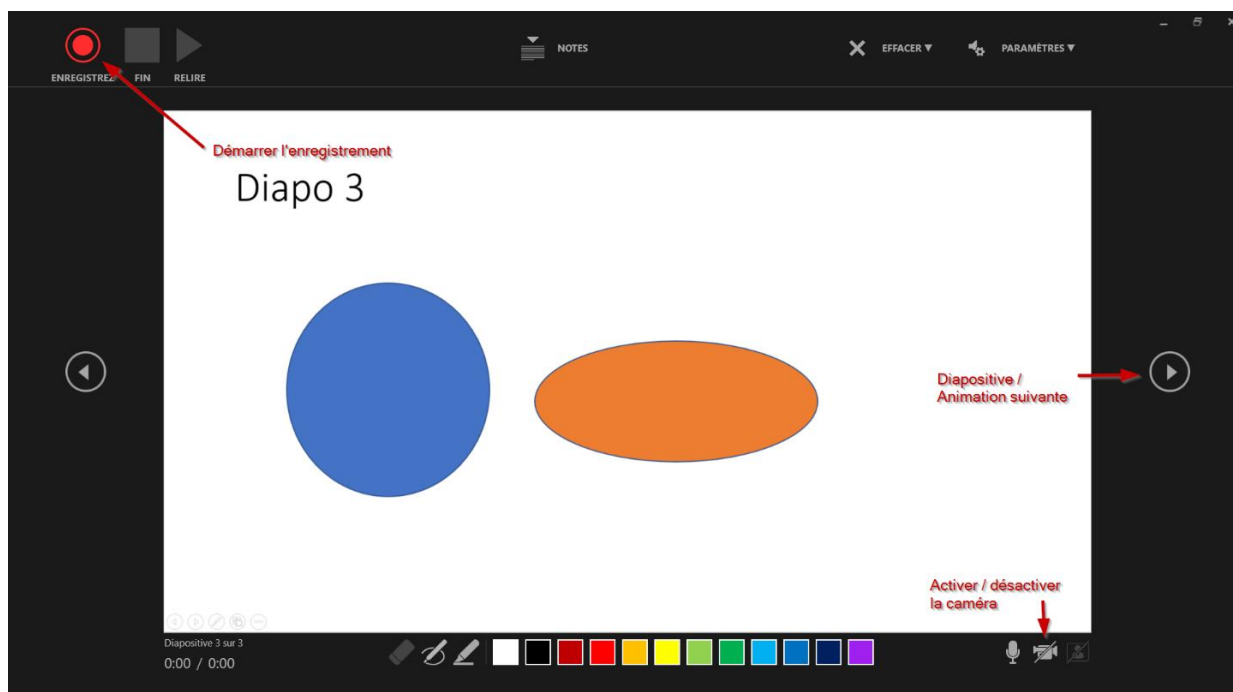 NOTES
EFFACER
PARAMÈTRES
ENREGISTREZ
FIN
RELIRE
Démarrer l'enregistrement
Diapo 3
Diapositive /
Animation suivante
Activer / désactiver
la caméra
Diapositive 3 sur 3
0:00 / 0:00